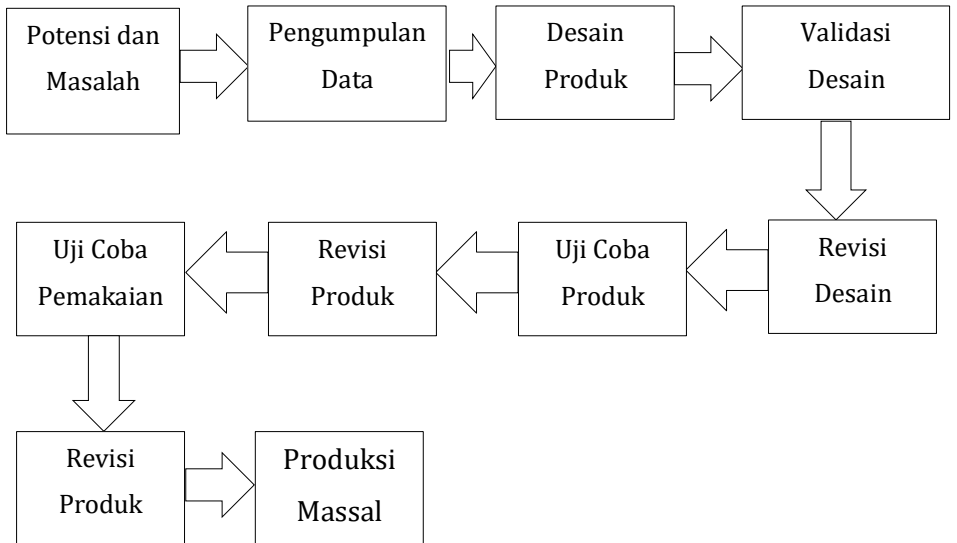 Potensi dan
Masalah
Pengumpulan
Data
Desain
Produk
Validasi
Desain
Revisi
Desain
Uji Coba
Produk
Revisi
Produk
Uji Coba
Pemakaian
Revisi
Produk
Produksi
Massal